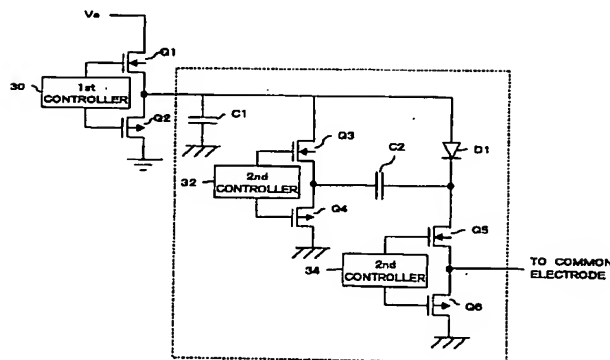 Va
Q1
30
1st
CONTROLLER
Q2
C1
Q3
C2
D1
32
2nd
CONTROLLER
Q4
Q5
34
2nd
CONTROLLER
TO COMMON
ELECTRODE
Q6